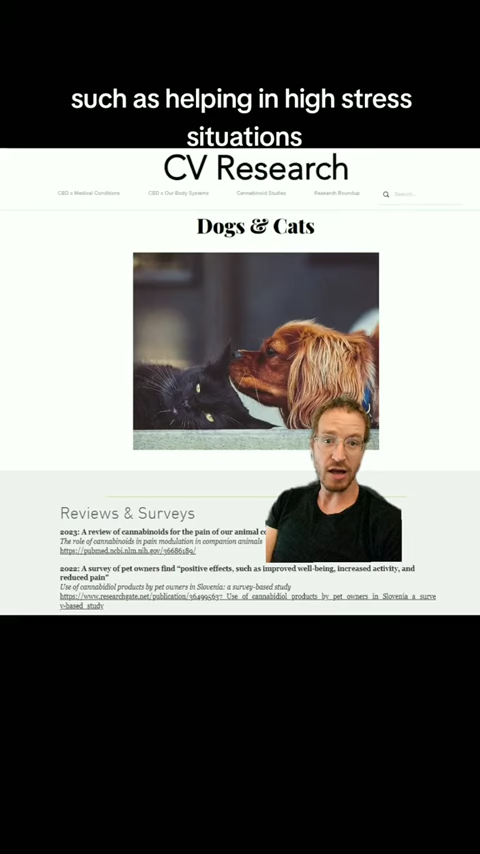 such as helping in high stress
situations
CV Research
CBD x Medical Conditions CBD x Our Body Systems Cannabinoid Studies Research Roundup Search...
Dogs & Cats
Reviews & Surveys
2023: A review of cannabinoids for the pain of our animal
The role of cannabinoids in pain modulation in companion animals
https://pubmed.ncbi.nlm.nih.gov/36686189/
2022: A survey of pet owners find "positive effects, such as improved well-being, increased activity, and
reduced pain"
Use of cannabidiol products by pet owners in Slovenia: a survey-based study
https://www.researchgate.net/publication/364995637_Use_of_cannabidiol_products_by_pet_owners_in_Slovenia_a_surve
y-based_study